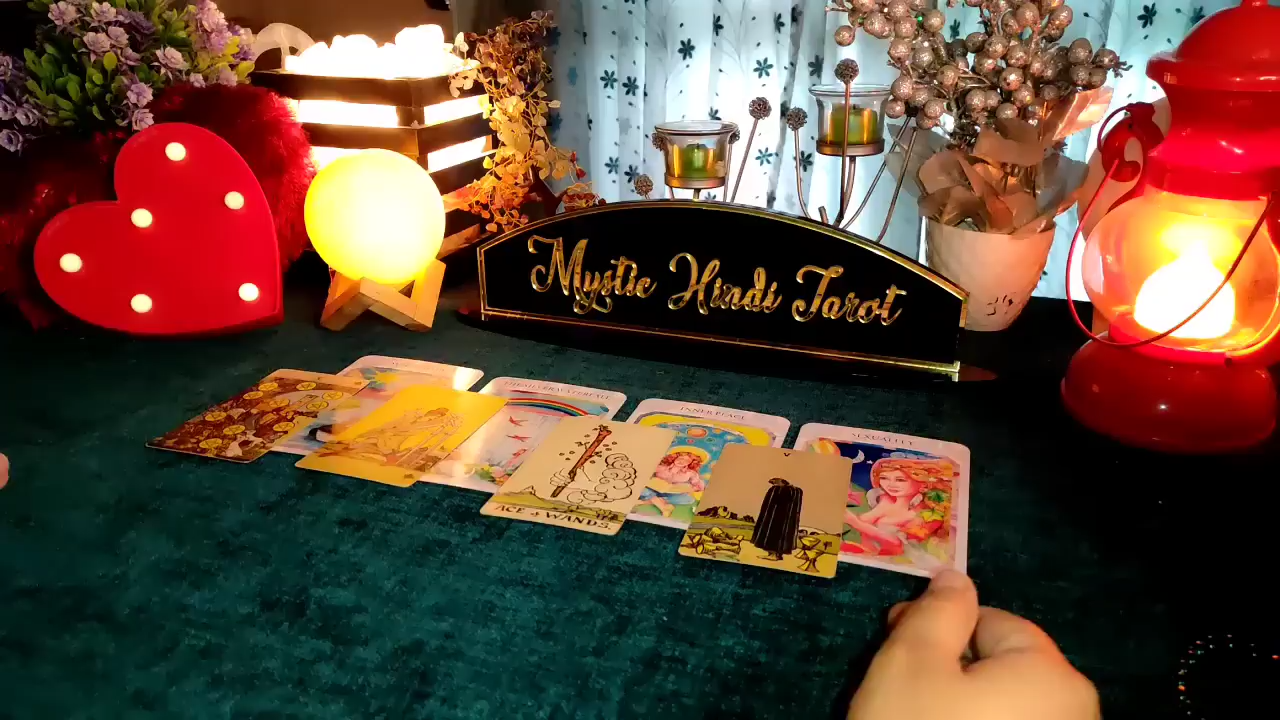 Mystic Hindi Tarot
INNER PEACE
SEXUALITY
V
ACE of WANDS.